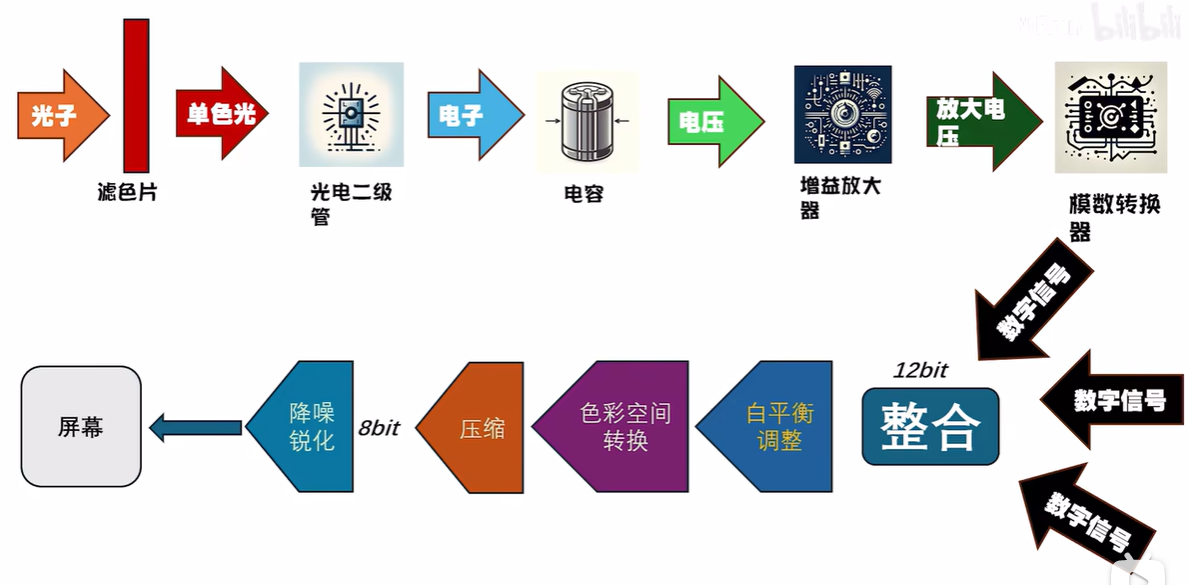 bilibili
光子
单色光
电子
电压
放大电
压
滤色片
光电二级
管
电容
增益放大
器
模数转换
器
数字信号
12bit
数字信号
整合
白平衡
调整
色彩空间
转换
压缩
8bit
降噪
锐化
屏幕
数字信号